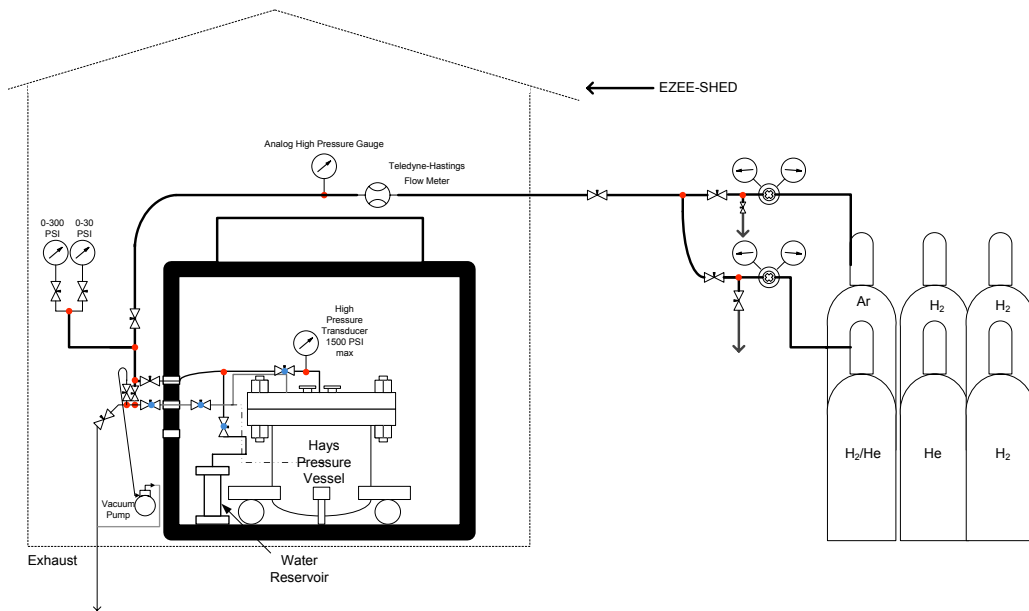 EZEE-SHED
Analog High Pressure Gauge
Teledyne-Hastings
Flow Meter
0-300
PSI
0-30
PSI
High
Pressure
Transducer
1500 PSI
max
Ar
H₂
H₂
H₂/He
He
H₂
Hays
Pressure
Vessel
Vacuum
Pump
Exhaust
Water
Reservoir